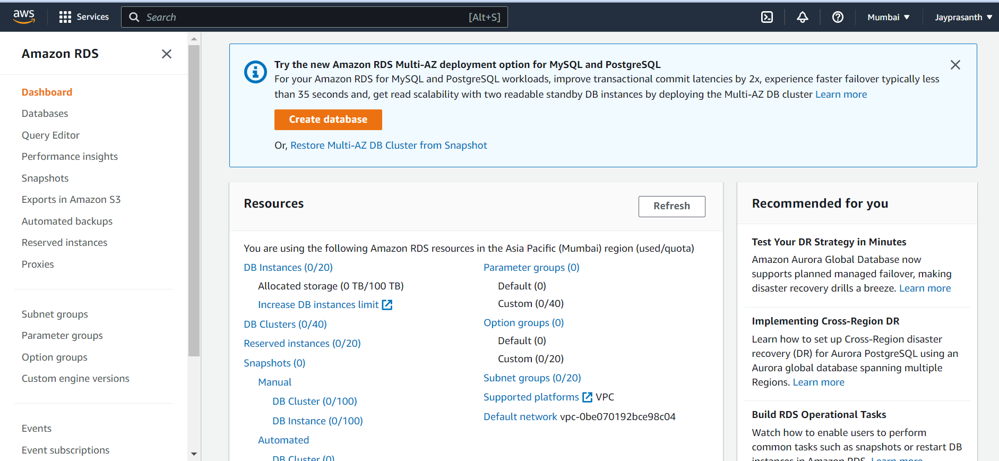 aws
Services
Search
[Alt+S]
Mumbai
Jayprasanth
Amazon RDS
Dashboard
Databases
Query Editor
Performance insights
Snapshots
Exports in Amazon S3
Automated backups
Reserved instances
Proxies
Subnet groups
Parameter groups
Option groups
Custom engine versions
Events
Event subscriptions
Try the new Amazon RDS Multi-AZ deployment option for MySQL and PostgreSQL
For your Amazon RDS for MySQL and PostgreSQL workloads, improve transactional commit latencies by 2x, experience faster failover typically less
than 35 seconds and, get read scalability with two readable standby DB instances by deploying the Multi-AZ DB cluster Learn more
Create database
Or, Restore Multi-AZ DB Cluster from Snapshot
Resources
Refresh
You are using the following Amazon RDS resources in the Asia Pacific (Mumbai) region (used/quota)
DB Instances (0/20)
Allocated storage (0 TB/100 TB)
Increase DB instances limit
DB Clusters (0/40)
Reserved instances (0/20)
Snapshots (0)
Manual
DB Cluster (0/100)
DB Instance (0/100)
Automated
DB Cluster (0)
Parameter groups (0)
Default (0)
Custom (0/40)
Option groups (0)
Default (0)
Custom (0/20)
Subnet groups (0/20)
Supported platforms VPC
Default network vpc-0be070192bce98c04
Recommended for you
Test Your DR Strategy in Minutes
Amazon Aurora Global Database now
supports planned managed failover, making
disaster recovery drills a breeze. Learn more
Implementing Cross-Region DR
Learn how to set up Cross-Region disaster
recovery (DR) for Aurora PostgreSQL using an
Aurora global database spanning multiple
Regions. Learn more
Build RDS Operational Tasks
Watch how to enable users to perform
common tasks such as snapshots or restart DB
instances in Amazon RDS. Learn more